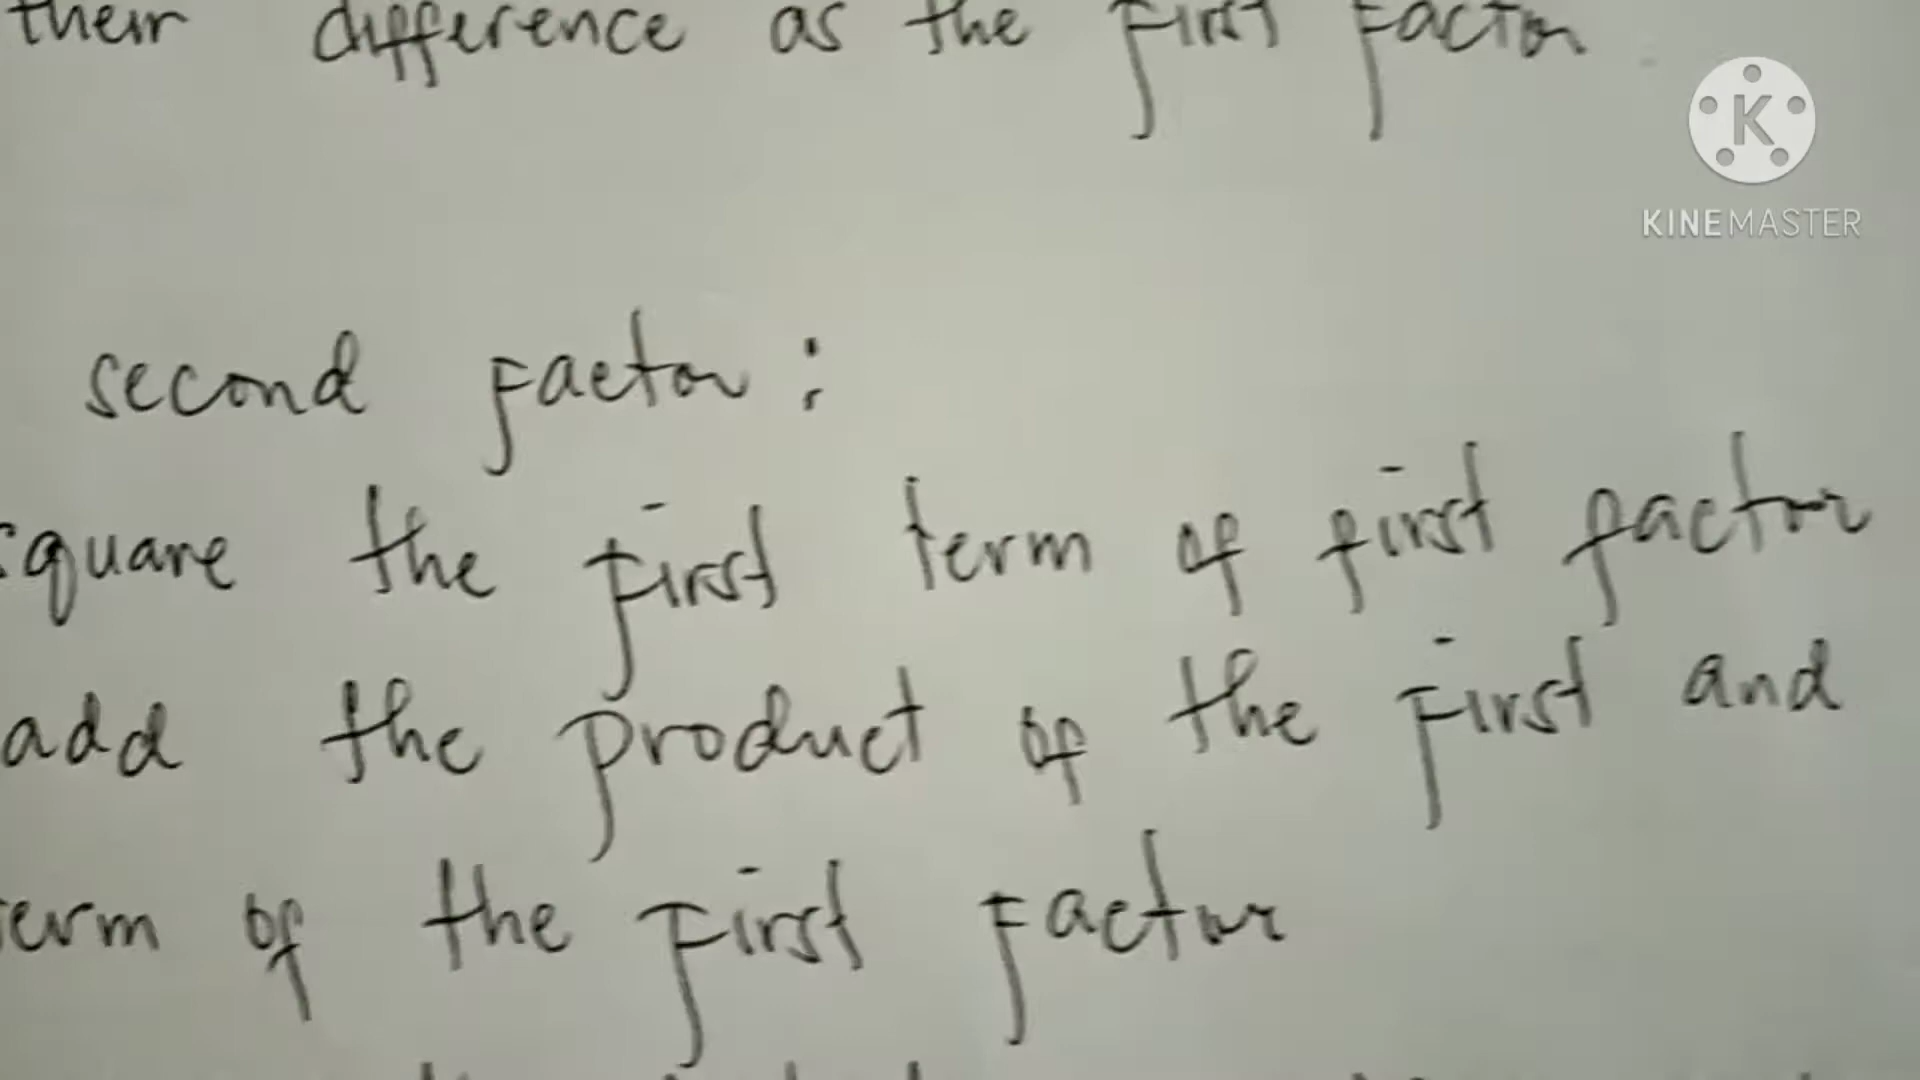 their difference as the first factor
K
KINEMASTER
second factor:
square the first term of first factor
add the product of the first and
term of the first factor